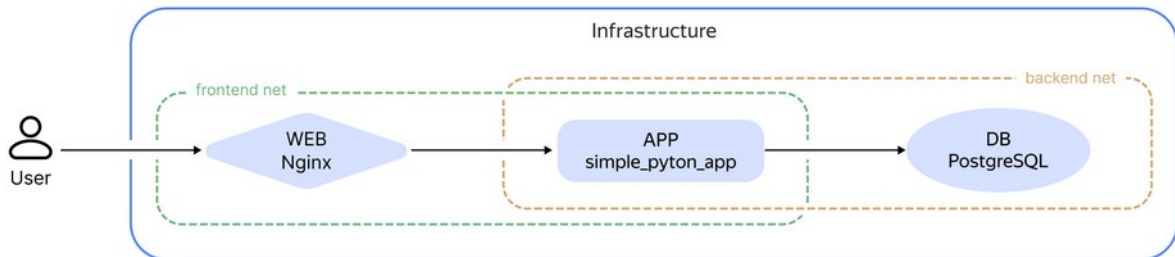 Infrastructure
frontend net
backend net
User
WEB
Nginx
APP
simple_pyton_app
DB
PostgreSQL